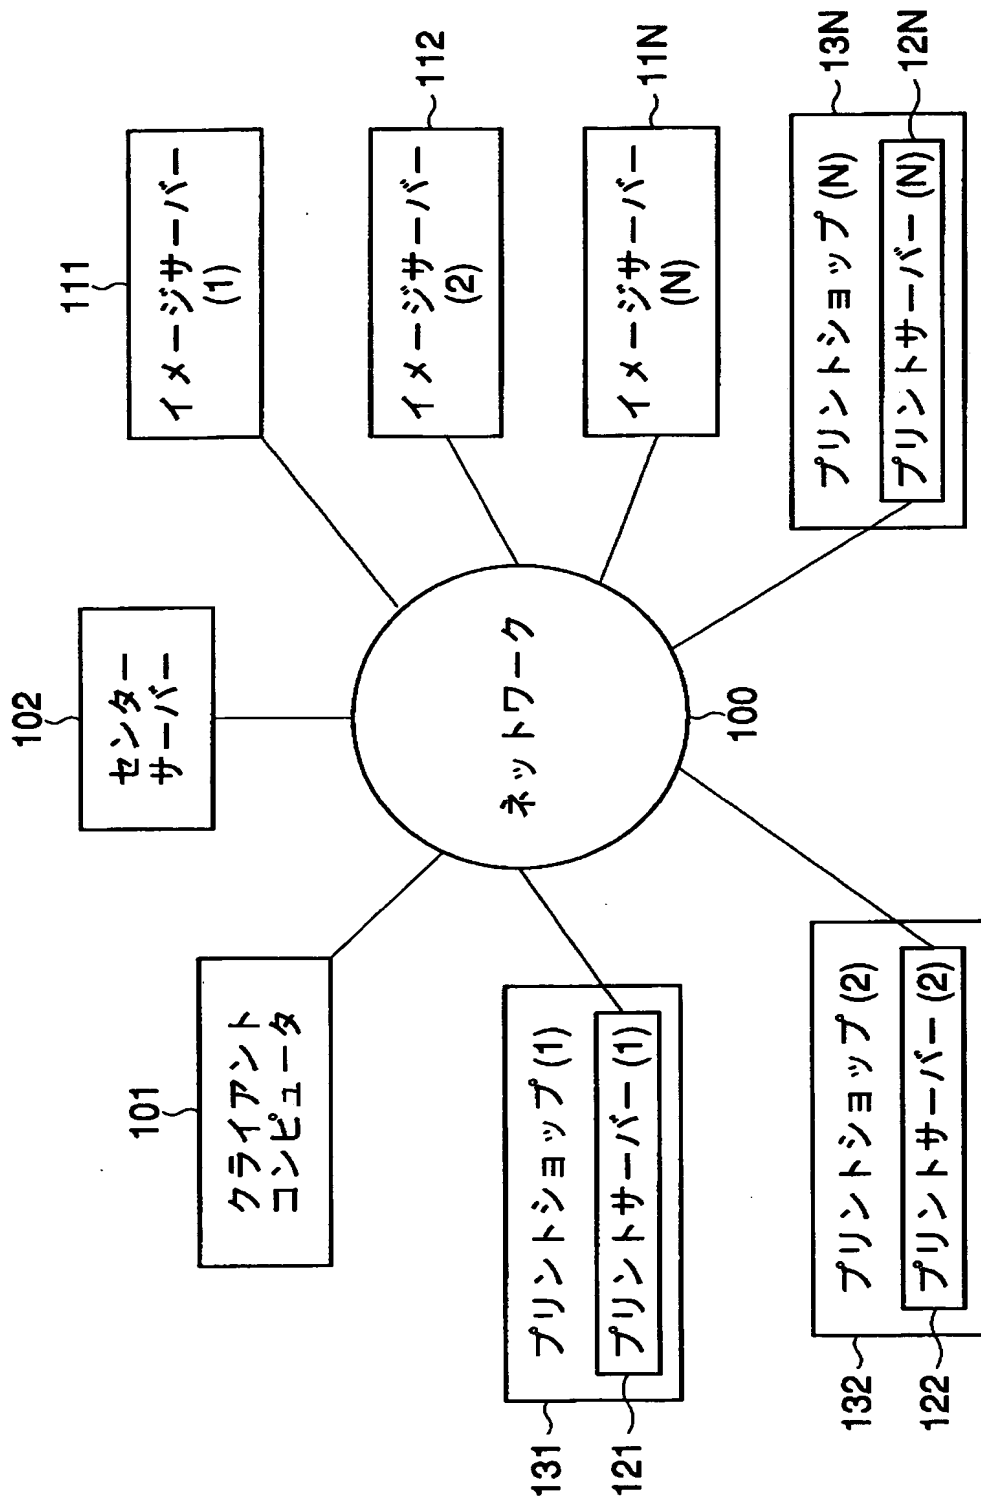 101
クライアント
コンピュータ
102
センター
サーバー
111
イメージサーバー
(1)
112
イメージサーバー
(2)
11N
イメージサーバー
(N)
ネットワーク
100
131
プリントショップ (1)
121
プリントサーバー (1)
132
プリントショップ (2)
122
プリントサーバー (2)
13N
プリントショップ (N)
12N
プリントサーバー (N)